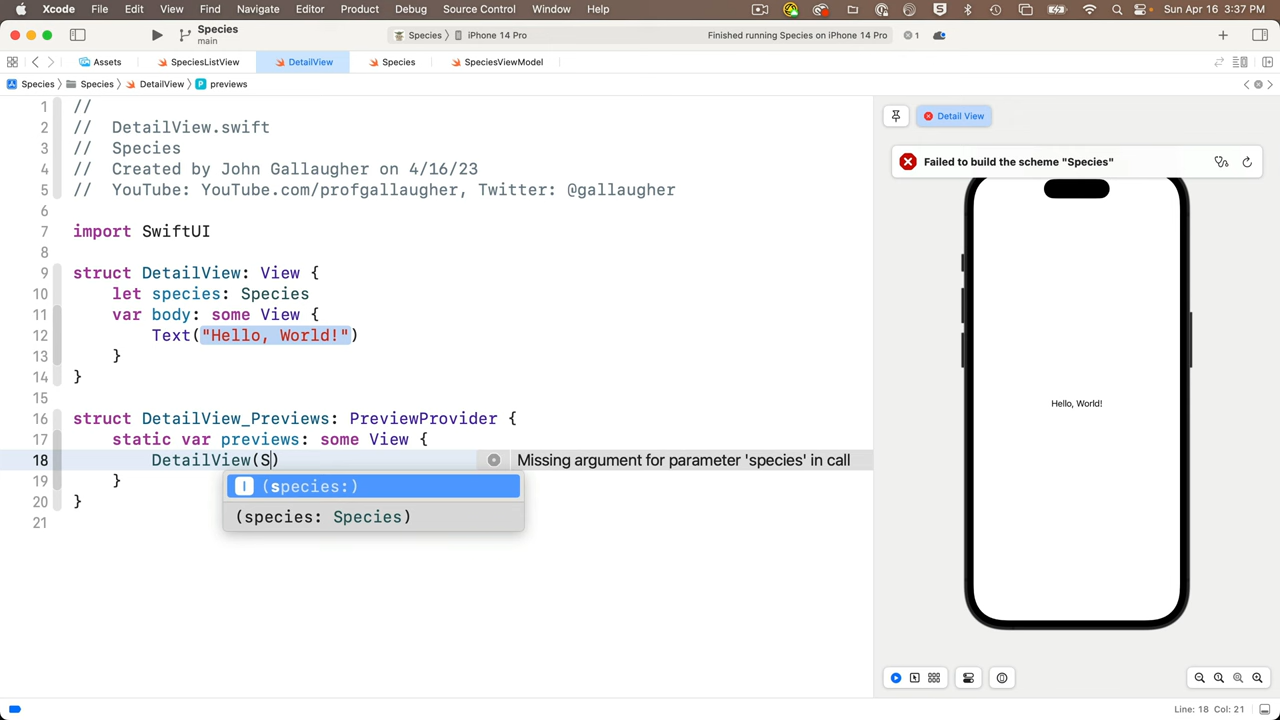 Xcode File Edit View Find Navigate Editor Product Debug Source Control Window Help Sun Apr 16 3:37 PM
Species
main
Species iPhone 14 Pro
Finished running Species on iPhone 14 Pro
1
Assets SpeciesListView DetailView Species SpeciesViewModel
Species Species DetailView P previews
1 //
2 // DetailView.swift
3 // Species
4 // Created by John Gallaugher on 4/16/23
5 // YouTube: YouTube.com/profgallaugher, Twitter: @gallaugher
6
7 import SwiftUI
8
9 struct DetailView: View {
10 let species: Species
11 var body: some View {
12 Text("Hello, World!")
13 }
14 }
15
16 struct DetailView_Previews: PreviewProvider {
17 static var previews: some View {
18 DetailView(S) Missing argument for parameter 'species' in call
19 }
20 }
21
I (species:)
(species: Species)
Detail View
Failed to build the scheme "Species"
Hello, World!
Line: 18 Col: 21